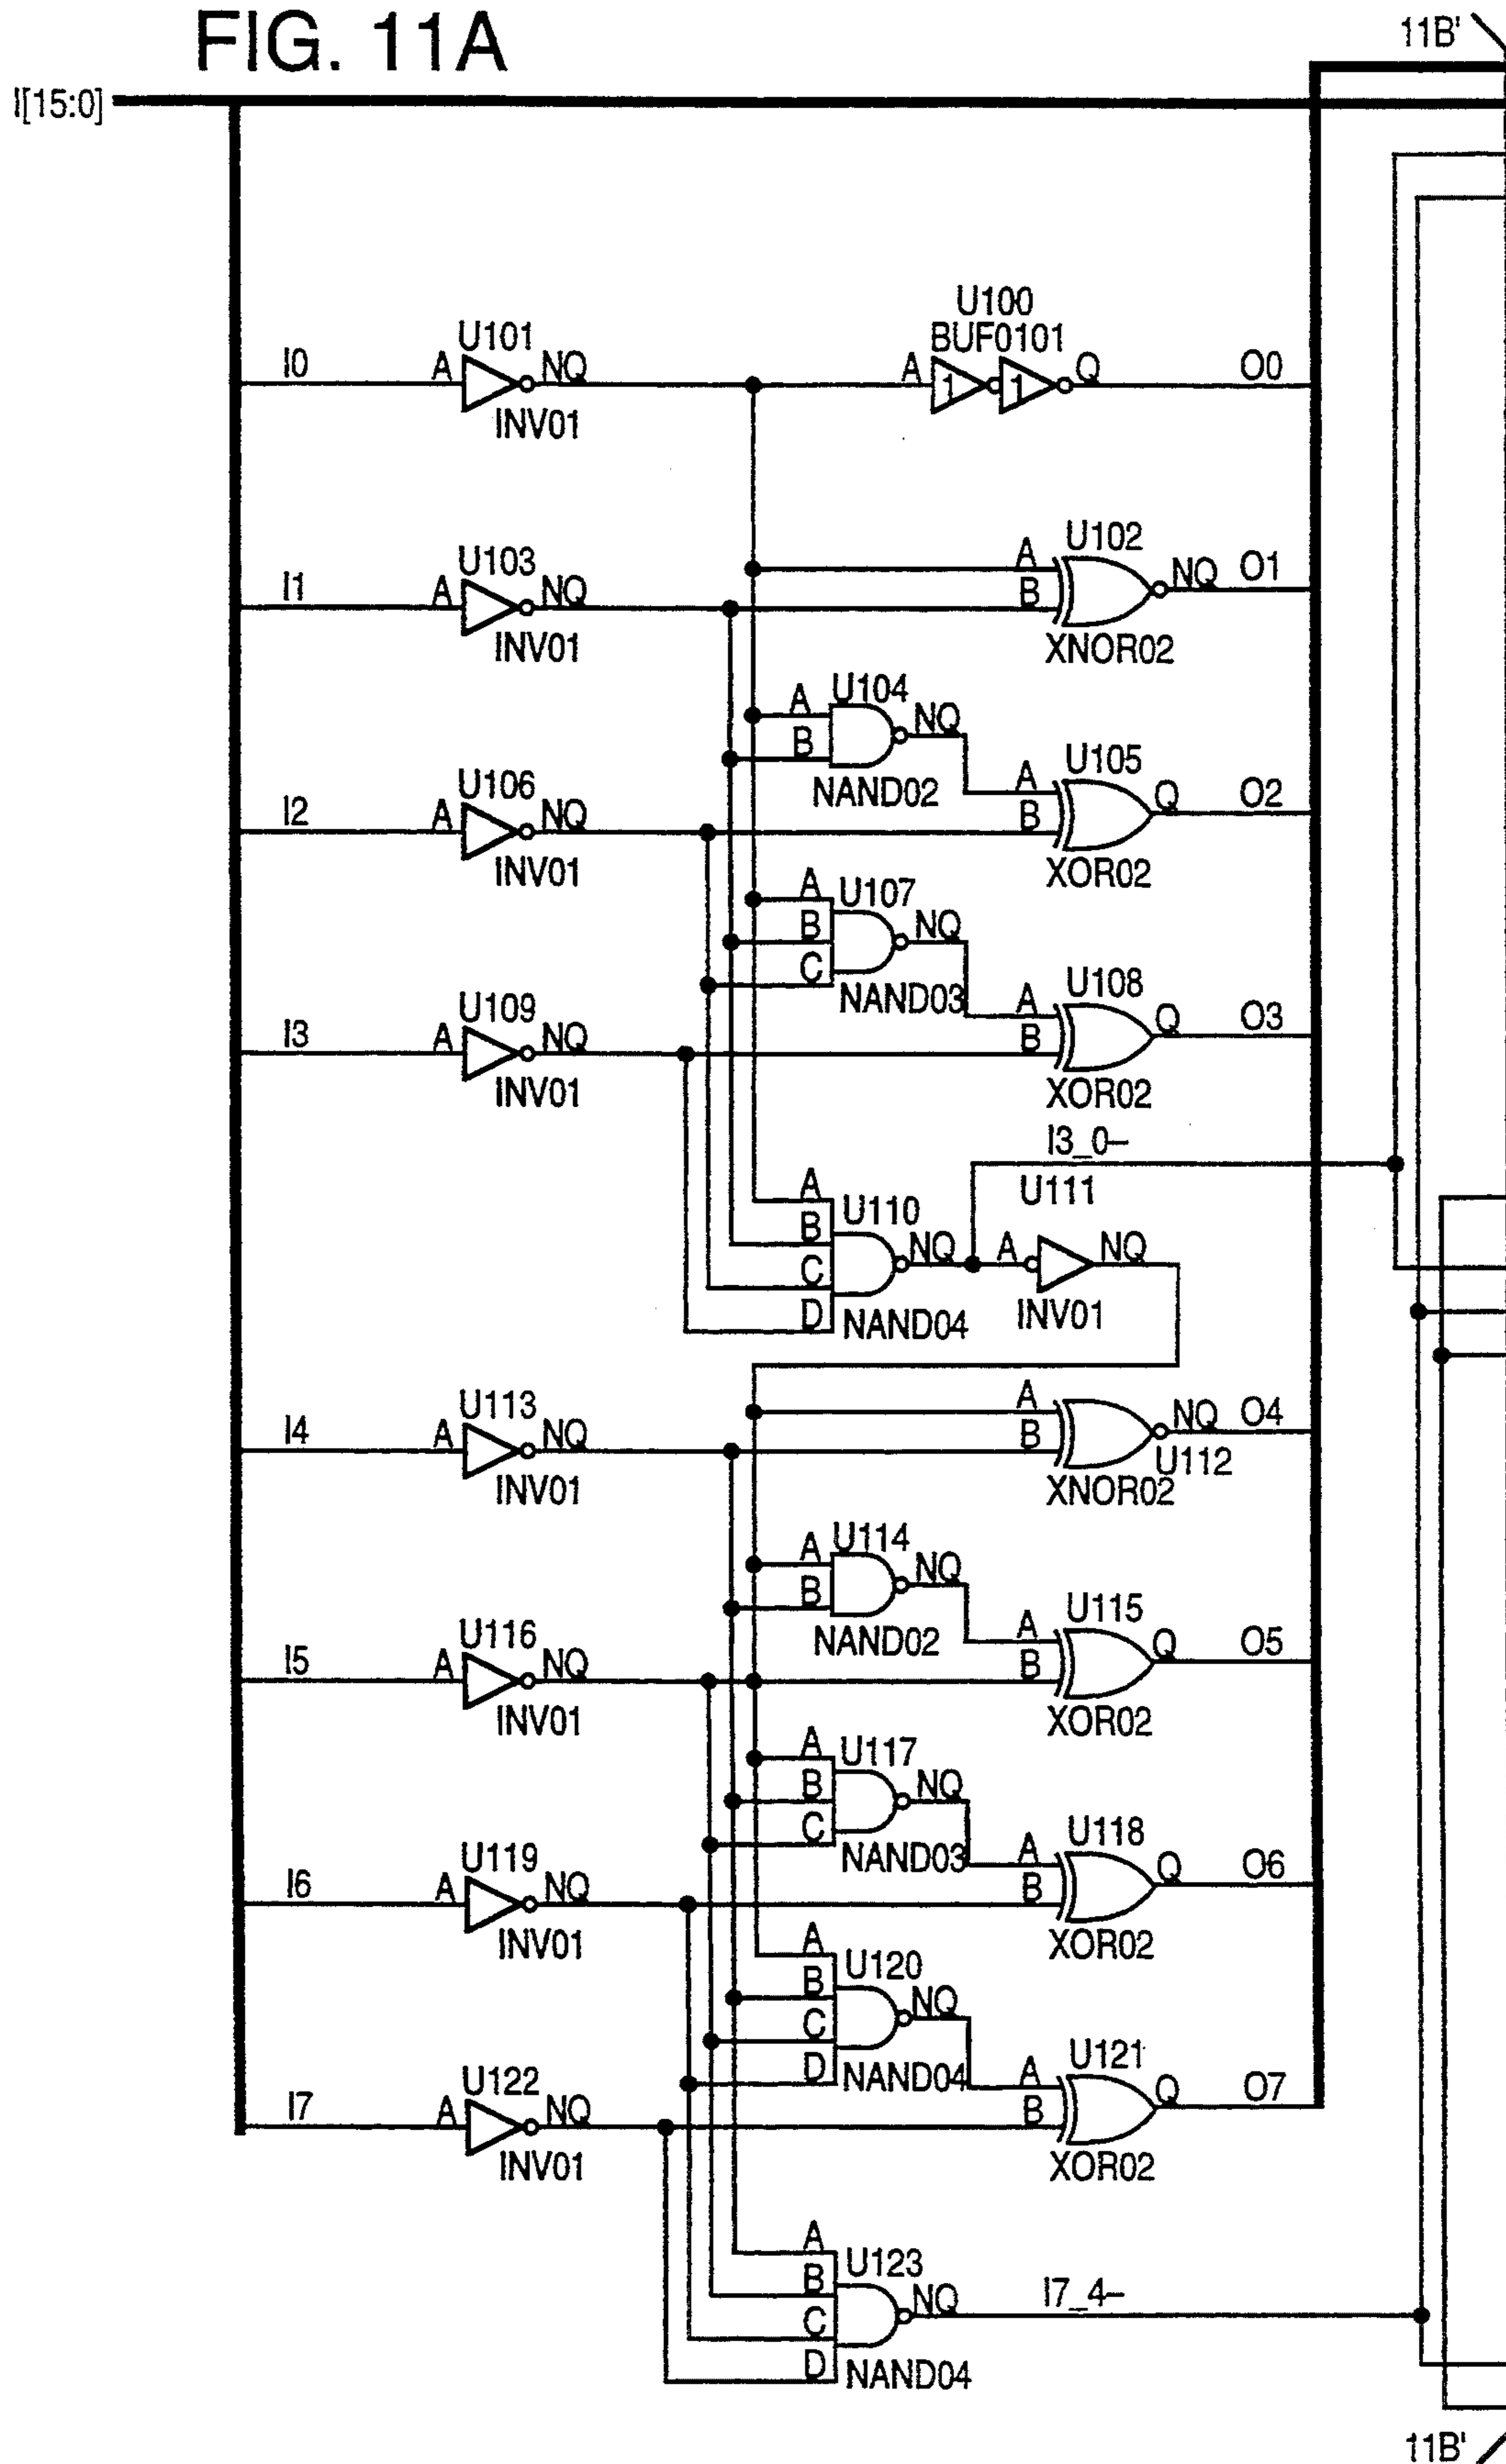 FIG. 11A
11B'
I[15:0]
U100
BUF0101
U101
I0 A NQ A 1 1 Q O0
INV01
U102
U103 A
I1 A NQ B NQ O1
INV01 XNOR02
U104
A NQ
B
U105
NAND02
U106 A
I2 A NQ B Q O2
INV01 XOR02
A U107
B NQ
C
U108
NAND03
U109 A
I3 A NQ B Q O3
INV01 XOR02
I3_0–
U111
A
U110
B
NQ A NQ
C
D
NAND04 INV01
U113 A
I4 A NQ B NQ O4
U112
INV01 XNOR02
U114
A NQ
B
U115
NAND02
U116 A
I5 A NQ B Q O5
INV01 XOR02
A U117
B NQ
C
U118
NAND03
U119 A
I6 A NQ B Q O6
INV01 XOR02
A
U120
B NQ
C
D
NAND04
U121
U122 A
I7 A NQ B Q O7
INV01 XOR02
A
U123
B
NQ I7_4–
C
D
NAND04
11B'